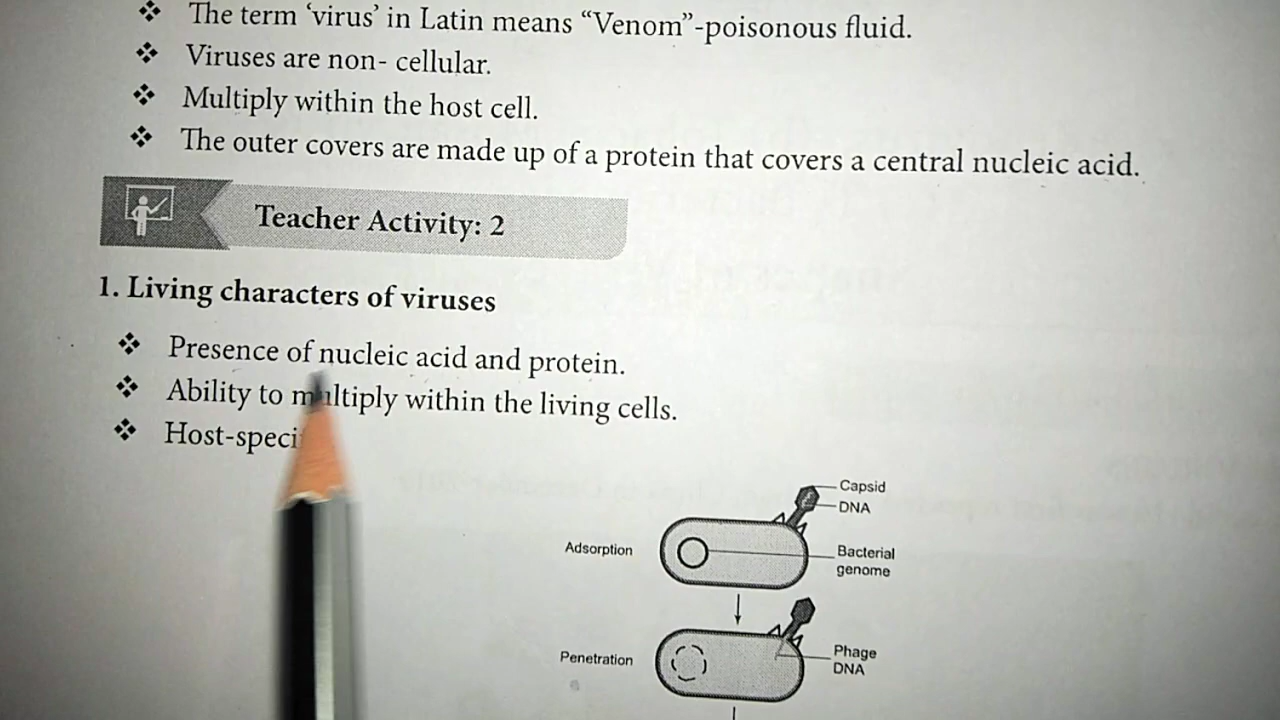 ❖ The term ‘virus’ in Latin means “Venom”-poisonous fluid.
❖ Viruses are non- cellular.
❖ Multiply within the host cell.
❖ The outer covers are made up of a protein that covers a central nucleic acid.
Teacher Activity: 2
1. Living characters of viruses
❖ Presence of nucleic acid and protein.
❖ Ability to multiply within the living cells.
❖ Host-speci
Capsid
DNA
Adsorption
Bacterial
genome
Penetration
Phage
DNA